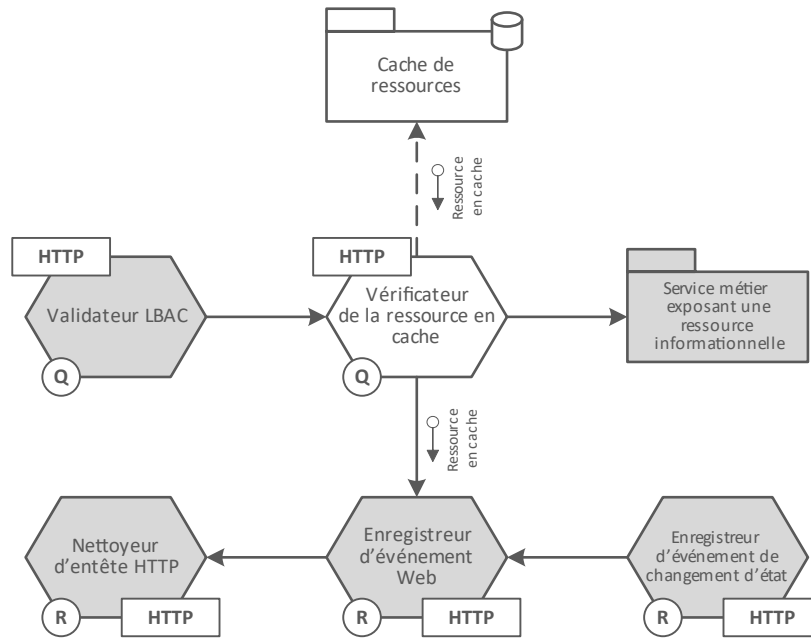 Cache de
ressources
Ressource
en cache
HTTP
Validateur LBAC
Q
HTTP
Vérificateur
de la ressource en
cache
Q
Service métier
exposant une
ressource
informationnelle
Ressource
en cache
Nettoyeur
d'entête HTTP
R
HTTP
Enregistreur
d'événement
Web
R
HTTP
Enregistreur
d'événement de
changement d'état
R
HTTP